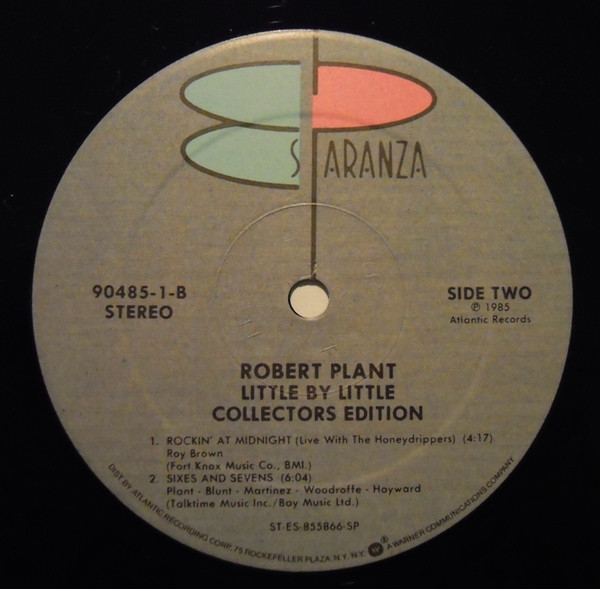 ES PARANZA
90485-1-B
STEREO
SIDE TWO
℗ 1985
Atlantic Records
ROBERT PLANT
LITTLE BY LITTLE
COLLECTORS EDITION
1. ROCKIN' AT MIDNIGHT (Live With The Honeydrippers) (4:17)
Roy Brown
(Fort Knox Music Co., BMI.)
2. SIXES AND SEVENS (6:04)
Plant - Blunt - Martinez - Woodroffe - Hayward
(Talktime Music Inc./Bay Music Ltd.)
ST-ES-855866-SP
DIST. BY ATLANTIC RECORDING CORP. 75 ROCKEFELLER PLAZA. N.Y. N.Y. W ® A WARNER COMMUNICATIONS COMPANY